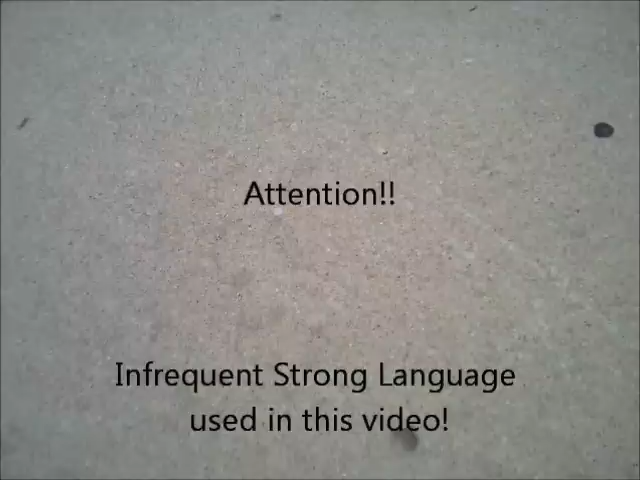 Attention!!
Infrequent Strong Language
used in this video!